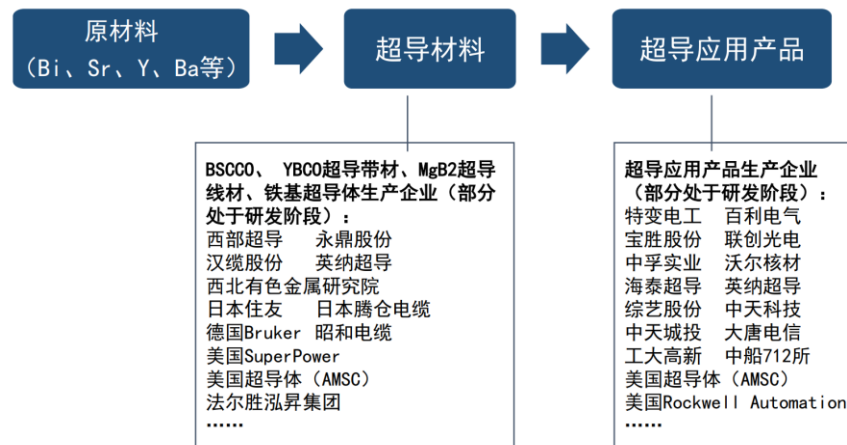 原材料
（Bi、Sr、Y、Ba等）
超导材料
超导应用产品
BSCCO、 YBCO超导带材、MgB2超导
线材、铁基超导体生产企业（部分
处于研发阶段）：
西部超导 永鼎股份
汉缆股份 英纳超导
西北有色金属研究院
日本住友 日本腾仓电缆
德国Bruker 昭和电缆
美国SuperPower
美国超导体（AMSC）
法尔胜泓昇集团
……
超导应用产品生产企业
（部分处于研发阶段）：
特变电工 百利电气
宝胜股份 联创光电
中孚实业 沃尔核材
海泰超导 英纳超导
综艺股份 中天科技
中天城投 大唐电信
工大高新 中船712所
美国超导体（AMSC）
美国Rockwell Automation
……